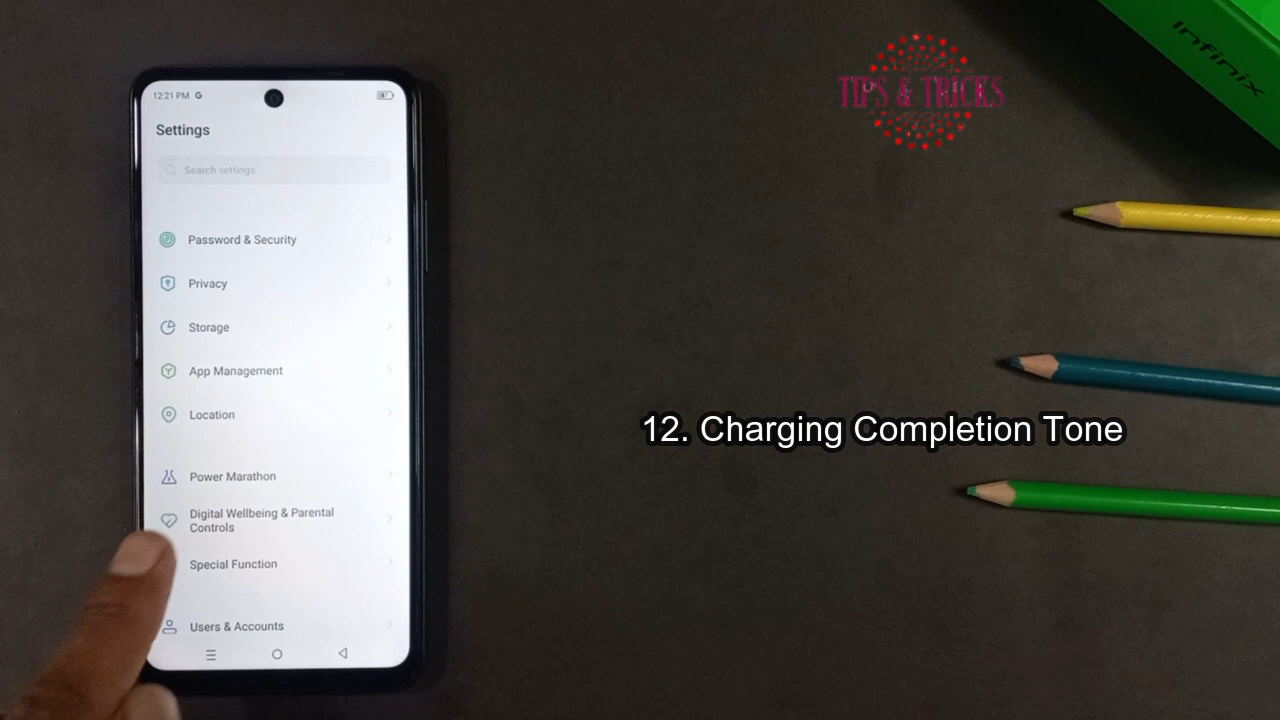 12:21 PM G
Settings
Search settings
Password & Security
Privacy
Storage
App Management
Location
Power Marathon
Digital Wellbeing & Parental
Controls
Special Function
Users & Accounts
TIPS & TRICKS
Infinix
12. Charging Completion Tone